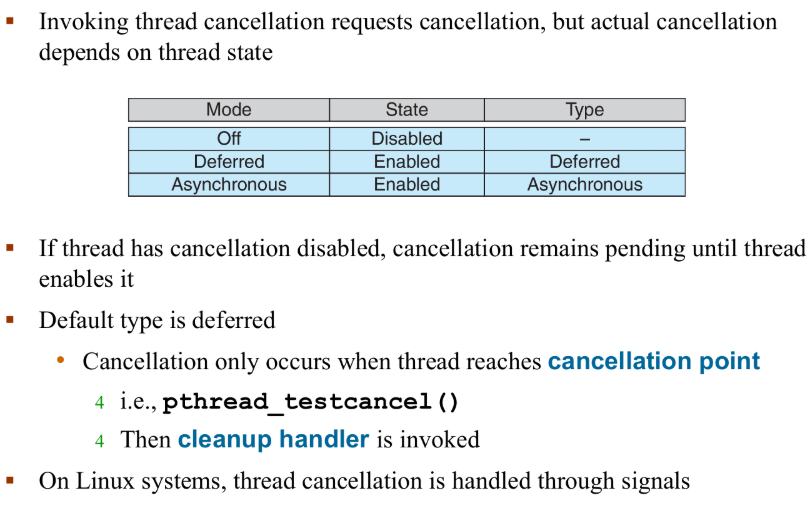 ▪ Invoking thread cancellation requests cancellation, but actual cancellation
depends on thread state
Mode State Type
Off Disabled –
Deferred Enabled Deferred
Asynchronous Enabled Asynchronous
▪ If thread has cancellation disabled, cancellation remains pending until thread
enables it
▪ Default type is deferred
• Cancellation only occurs when thread reaches cancellation point
4 i.e., pthread_testcancel()
4 Then cleanup handler is invoked
▪ On Linux systems, thread cancellation is handled through signals